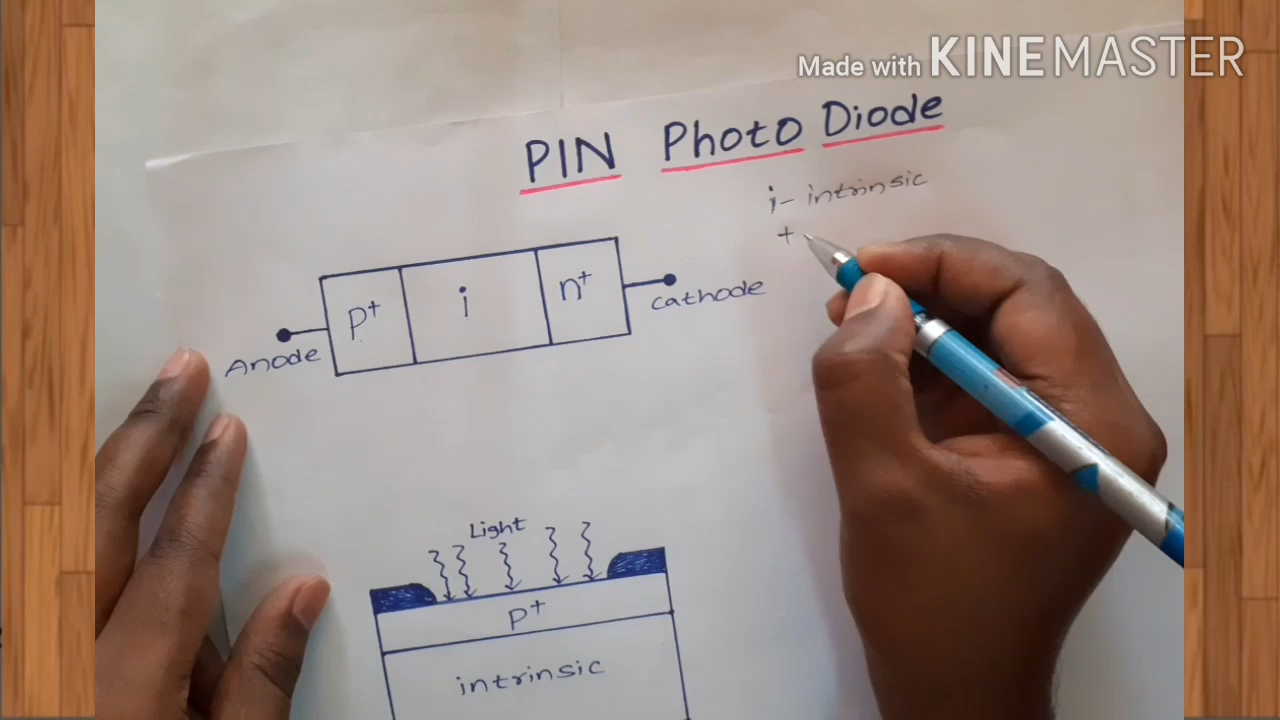 Made with KINEMASTER
PIN Photo Diode
i- intrinsic
+
p+ i n+
Anode
cathode
Light
p+
intrinsic